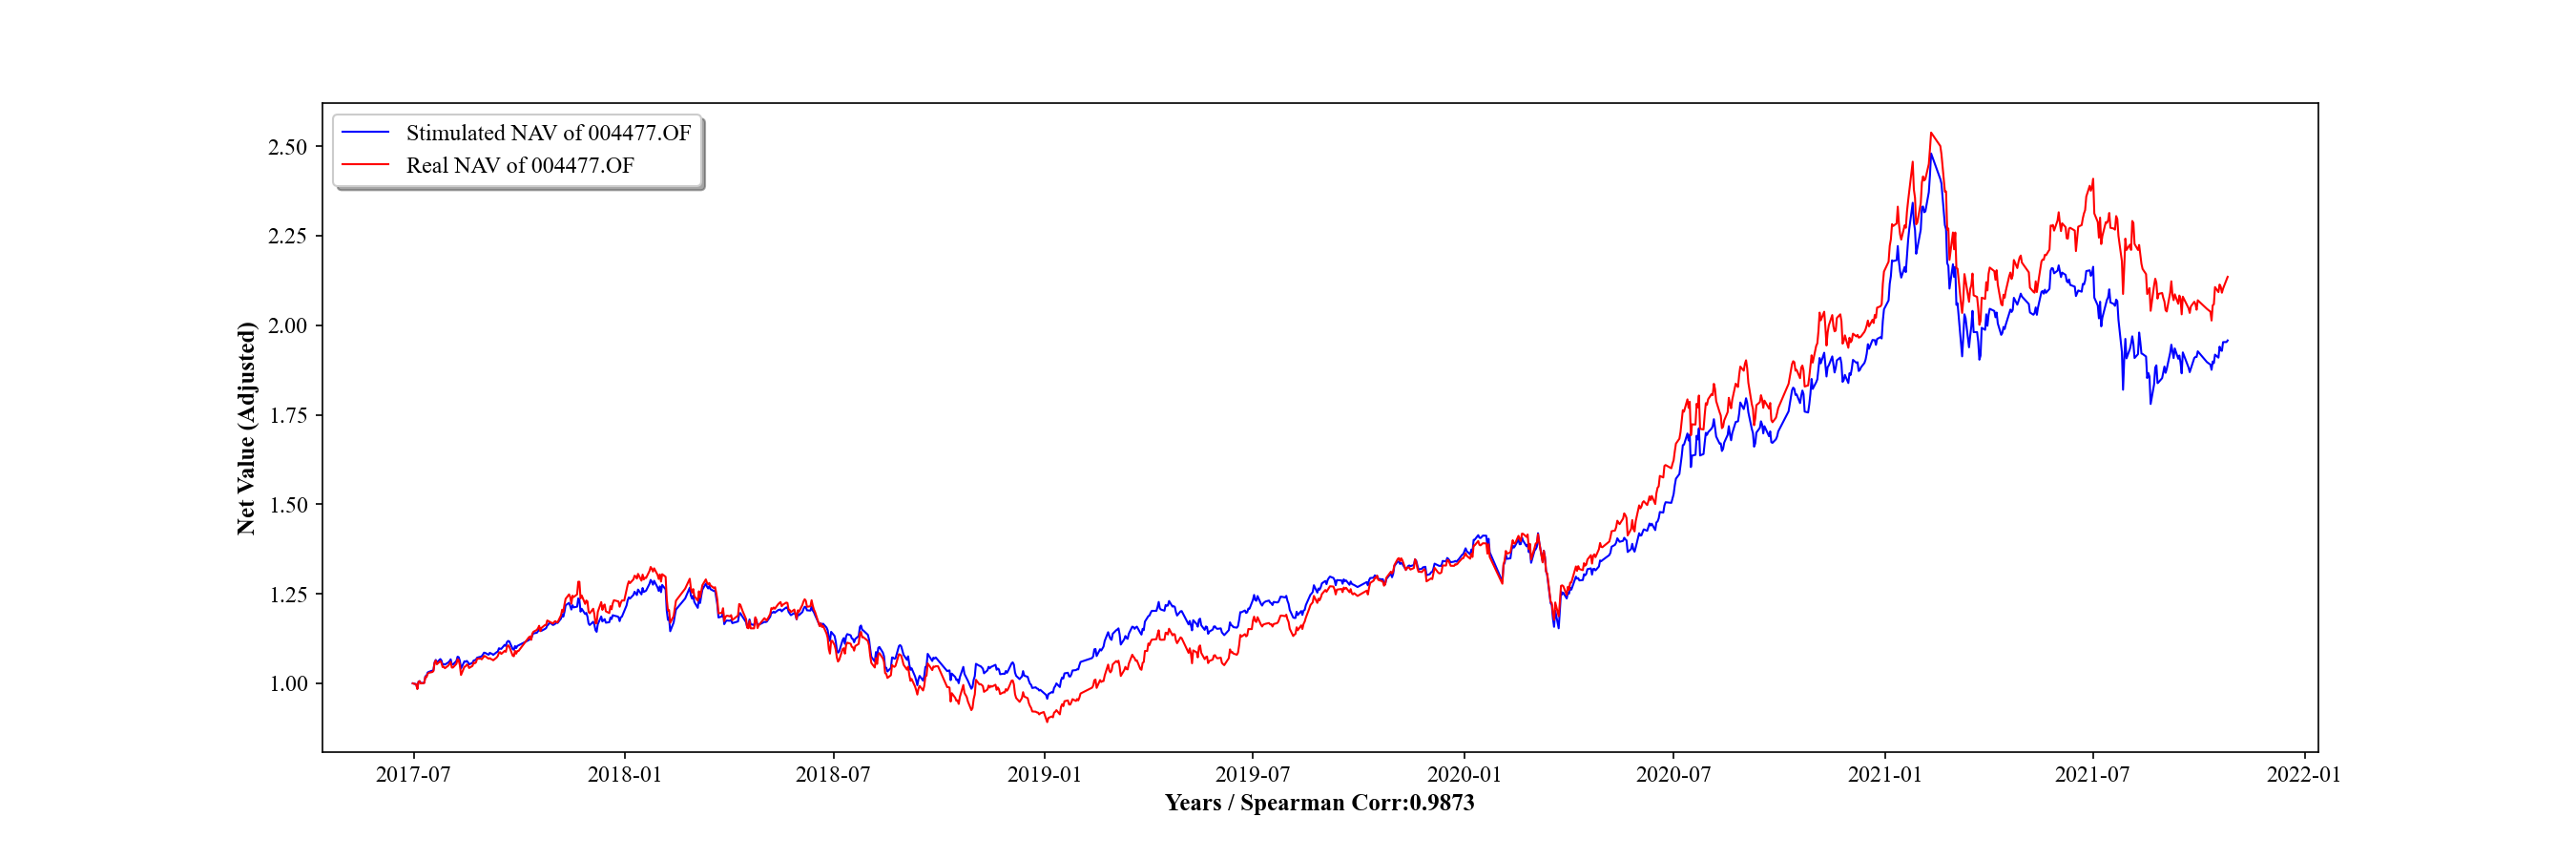 Stimulated NAV of 004477.OF
Real NAV of 004477.OF
2.50
2.25
2.00
1.75
1.50
1.25
1.00
Net Value (Adjusted)
2017-07 2018-01 2018-07 2019-01 2019-07 2020-01 2020-07 2021-01 2021-07 2022-01
Years / Spearman Corr:0.9873